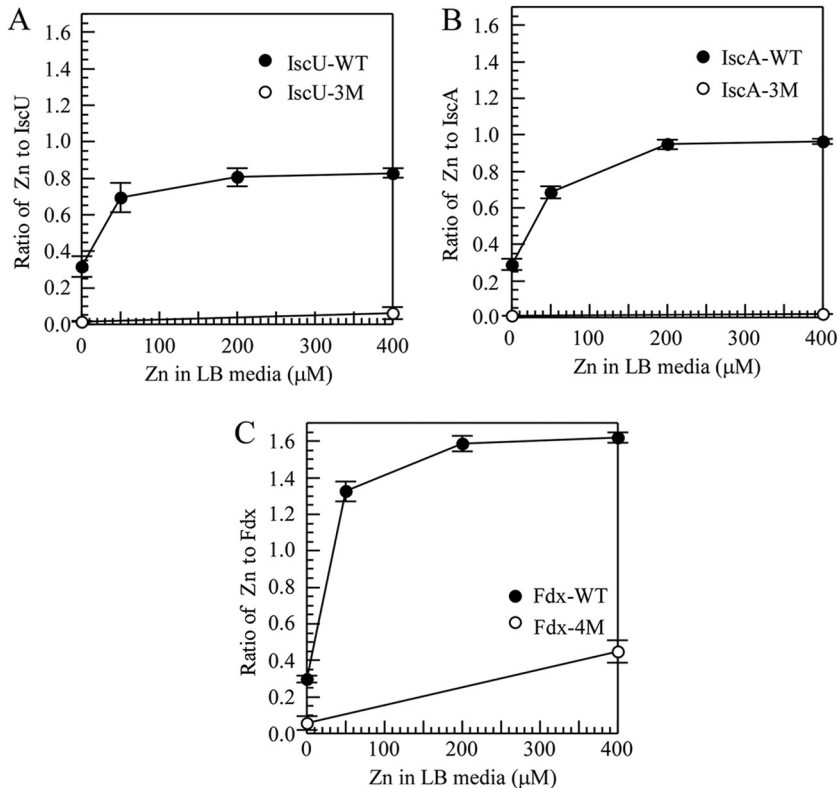 A
1.6
1.4
1.2
1.0
0.8
0.6
0.4
0.2
0.0
Ratio of Zn to IscU
IscU-WT
IscU-3M
0 100 200 300 400
Zn in LB media (μM)
B
1.6
1.4
1.2
1.0
0.8
0.6
0.4
0.2
0.0
Ratio of Zn to IscA
IscA-WT
IscA-3M
0 100 200 300 400
Zn in LB media (μM)
C
1.6
1.4
1.2
1.0
0.8
0.6
0.4
0.2
0.0
Ratio of Zn to Fdx
Fdx-WT
Fdx-4M
0 100 200 300 400
Zn in LB media (μM)